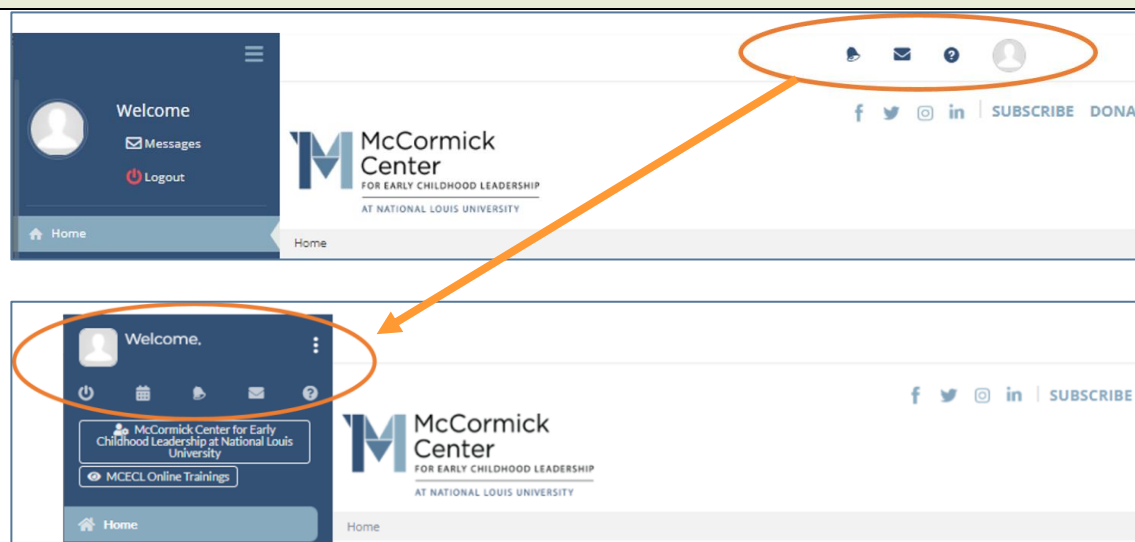 Welcome
Messages
Logout
Home
McCormick
Center
FOR EARLY CHILDHOOD LEADERSHIP
AT NATIONAL LOUIS UNIVERSITY
f in SUBSCRIBE DONA
Home
Welcome,
McCormick Center for Early
Childhood Leadership at National Louis
University
MCECL Online Trainings
Home
McCormick
Center
FOR EARLY CHILDHOOD LEADERSHIP
AT NATIONAL LOUIS UNIVERSITY
f in SUBSCRIBE
Home